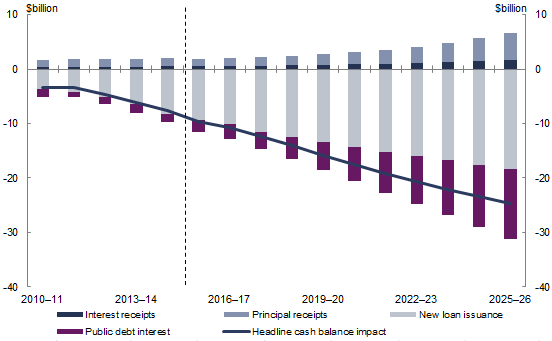 $billion $billion
10 10
0 0
-10 -10
-20 -20
-30 -30
-40 -40
2010–11 2013–14 2016–17 2019–20 2022–23 2025–26
Interest receipts Principal receipts New loan issuance
Public debt interest Headline cash balance impact